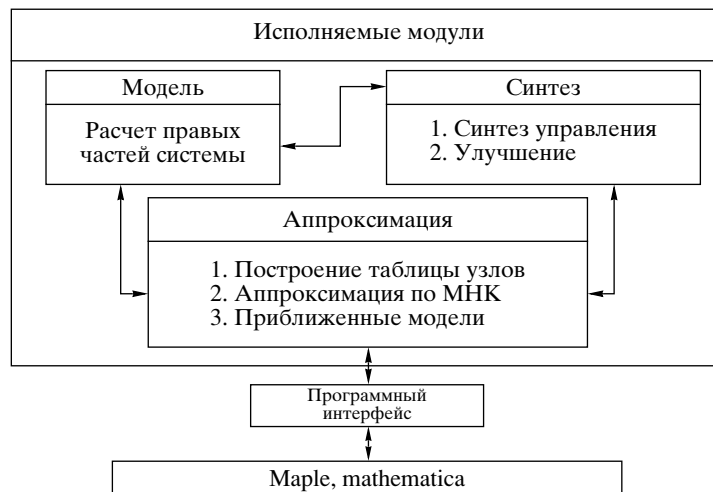 Исполняемые модули
Модель
Расчет правых
частей системы
Синтез
1. Синтез управления
2. Улучшение
Аппроксимация
1. Построение таблицы узлов
2. Аппроксимация по МНК
3. Приближенные модели
Программный
интерфейс
Maple, mathematica